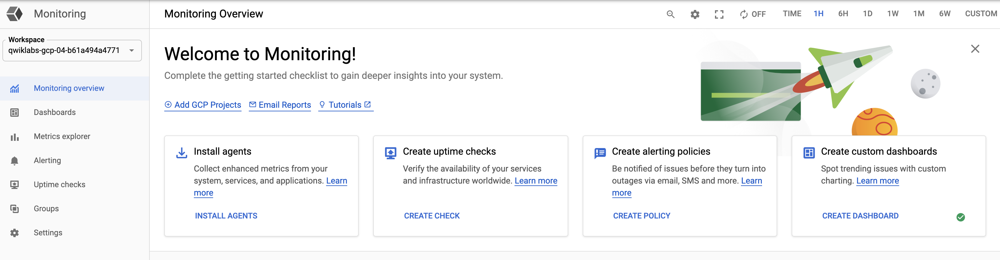 Monitoring
Workspace
qwiklabs-gcp-04-b61a494a4771
Monitoring overview
Dashboards
Metrics explorer
Alerting
Uptime checks
Groups
Settings
Monitoring Overview
OFF
TIME 1H 6H 1D 1W 1M 6W CUSTOM
Welcome to Monitoring!
Complete the getting started checklist to gain deeper insights into your system.
Add GCP Projects Email Reports Tutorials
Install agents
Collect enhanced metrics from your
system, services, and applications. Learn
more
INSTALL AGENTS
Create uptime checks
Verify the availability of your services
and infrastructure worldwide. Learn more
CREATE CHECK
Create alerting policies
Be notified of issues before they turn into
outages via email, SMS and more. Learn
more
CREATE POLICY
Create custom dashboards
Spot trending issues with custom
charting. Learn more
CREATE DASHBOARD